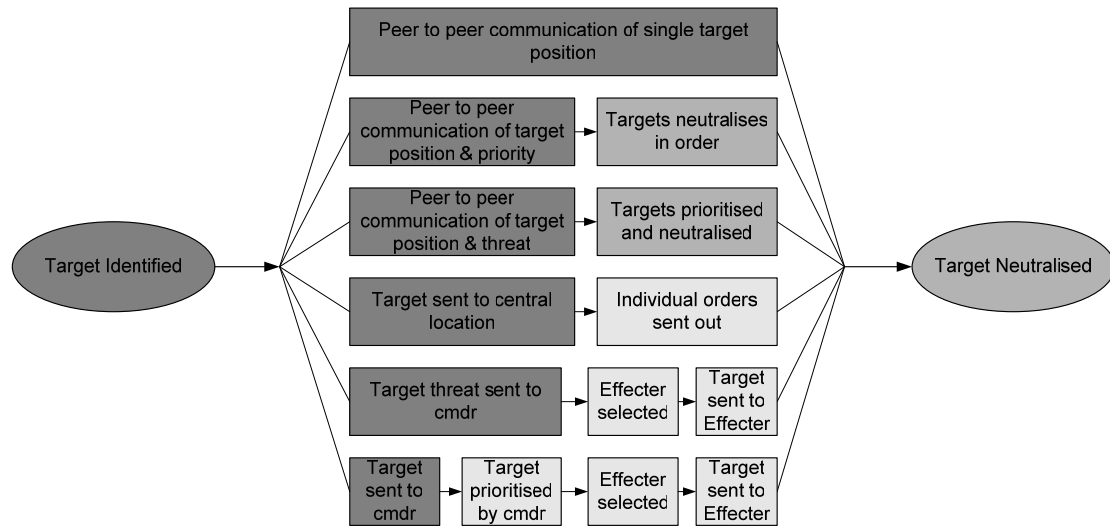 Peer to peer communication of single target
position
Peer to peer
communication of target
position & priority
Targets neutralises
in order
Peer to peer
communication of target
position & threat
Targets prioritised
and neutralised
Target Identified
Target Neutralised
Target sent to central
location
Individual orders
sent out
Target threat sent to
cmdr
Effecter
selected
Target
sent to
Effecter
Target
sent to
cmdr
Target
prioritised
by cmdr
Effecter
selected
Target
sent to
Effecter